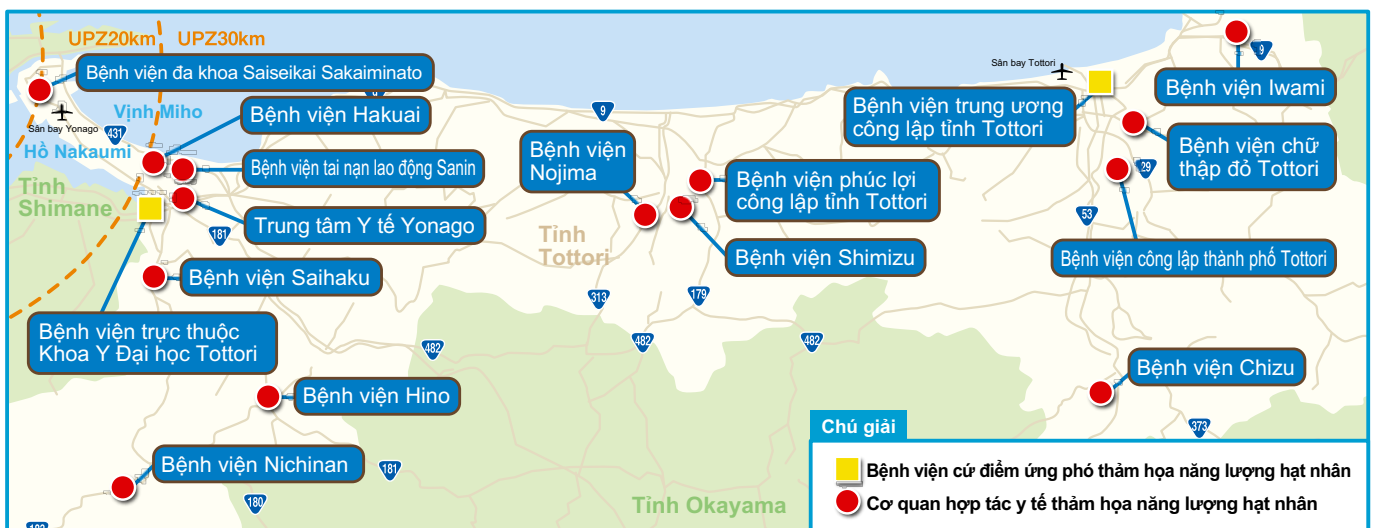 UPZ20km
UPZ30km
Bệnh viện đa khoa Saiseikai Sakaiminato
Sân bay Yonago
Vịnh Miho
431
Hồ Nakaumi
Bệnh viện Hakuai
Bệnh viện tai nạn lao động Sanin
Tỉnh
Shimane
Trung tâm Y tế Yonago
181
Bệnh viện Saihaku
Bệnh viện trực thuộc
Khoa Y Đại học Tottori
Bệnh viện Hino
Bệnh viện Nichinan
482
180
181
9
Bệnh viện
Nojima
Bệnh viện phúc lợi
công lập tỉnh Tottori
Bệnh viện Shimizu
Tỉnh
Tottori
313
179
482
482
Tỉnh Okayama
Sân bay Tottori
Bệnh viện trung ương
công lập tỉnh Tottori
9
Bệnh viện Iwami
Bệnh viện chữ
thập đỏ Tottori
29
53
Bệnh viện công lập thành phố Tottori
Bệnh viện Chizu
373
Chú giải
Bệnh viện cứ điểm ứng phó thảm họa năng lượng hạt nhân
Cơ quan hợp tác y tế thảm họa năng lượng hạt nhân